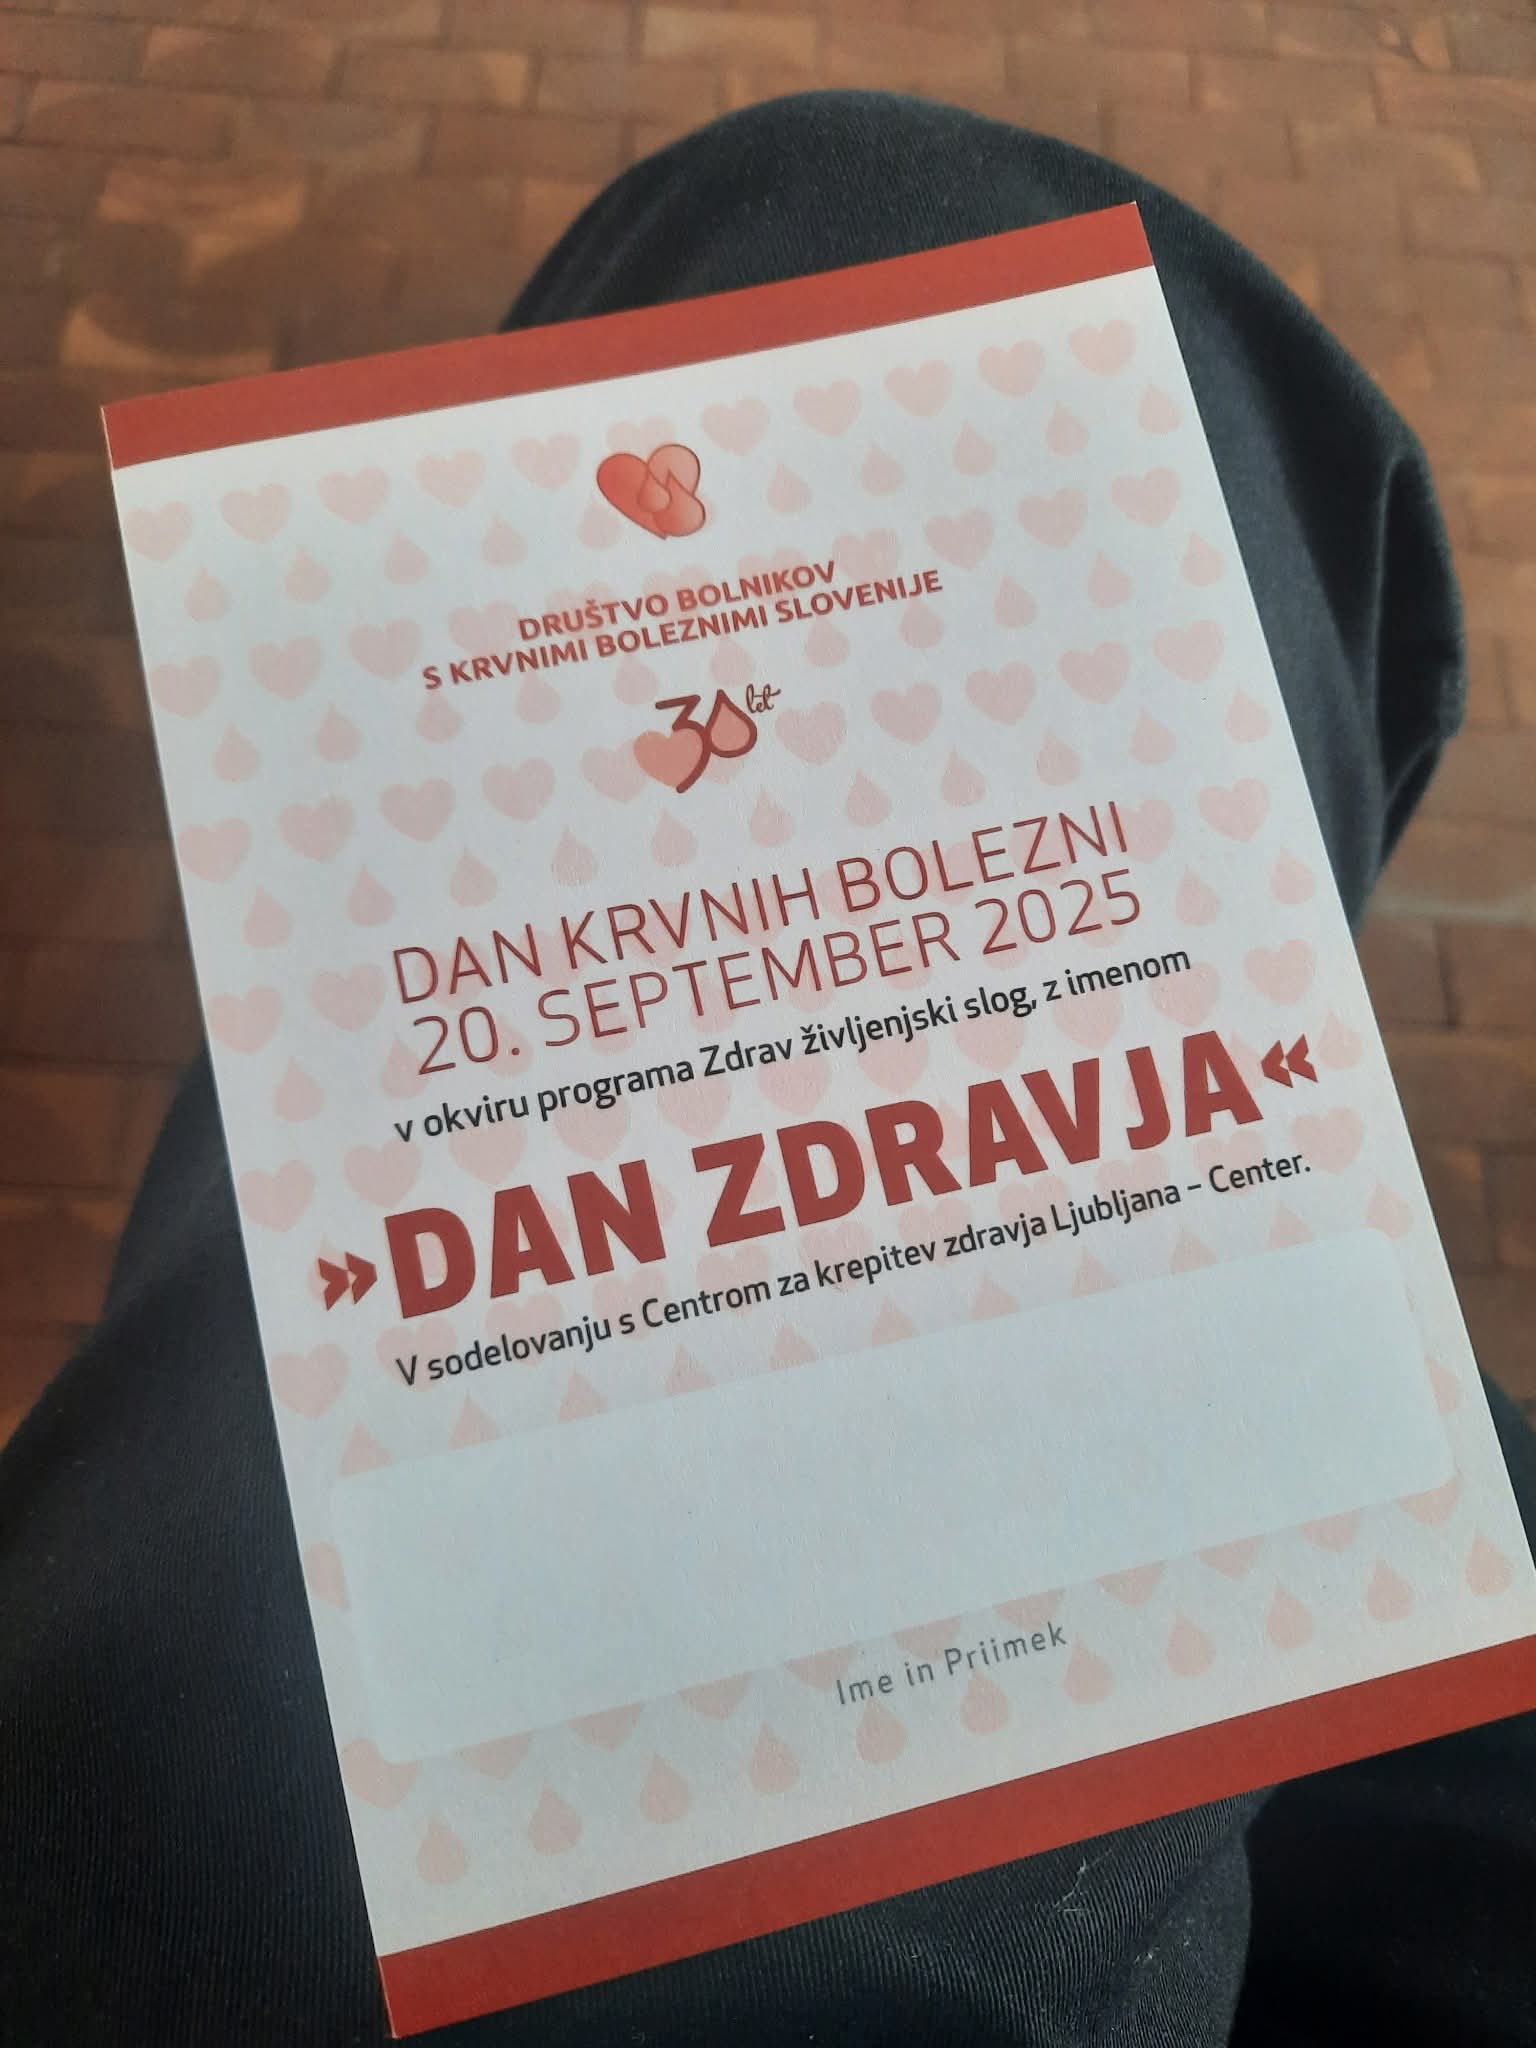 DRUŠTVO BOLNIKOV
S KRVNIMI BOLEZNIMI SLOVENIJE
30 let
DAN KRVNIH BOLEZNI
20. SEPTEMBER 2025
v okviru programa Zdrav življenjski slog, z imenom
»DAN ZDRAVJA«
V sodelovanju s Centrom za krepitev zdravja Ljubljana – Center.
Ime in Priimek